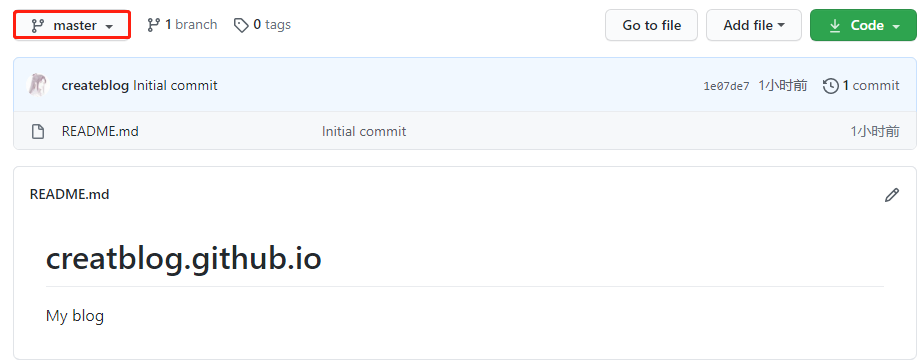 master 1 branch 0 tags Go to file Add file Code
createblog Initial commit 1e07de7 1小时前 1 commit
README.md Initial commit 1小时前
README.md
creatblog.github.io
My blog